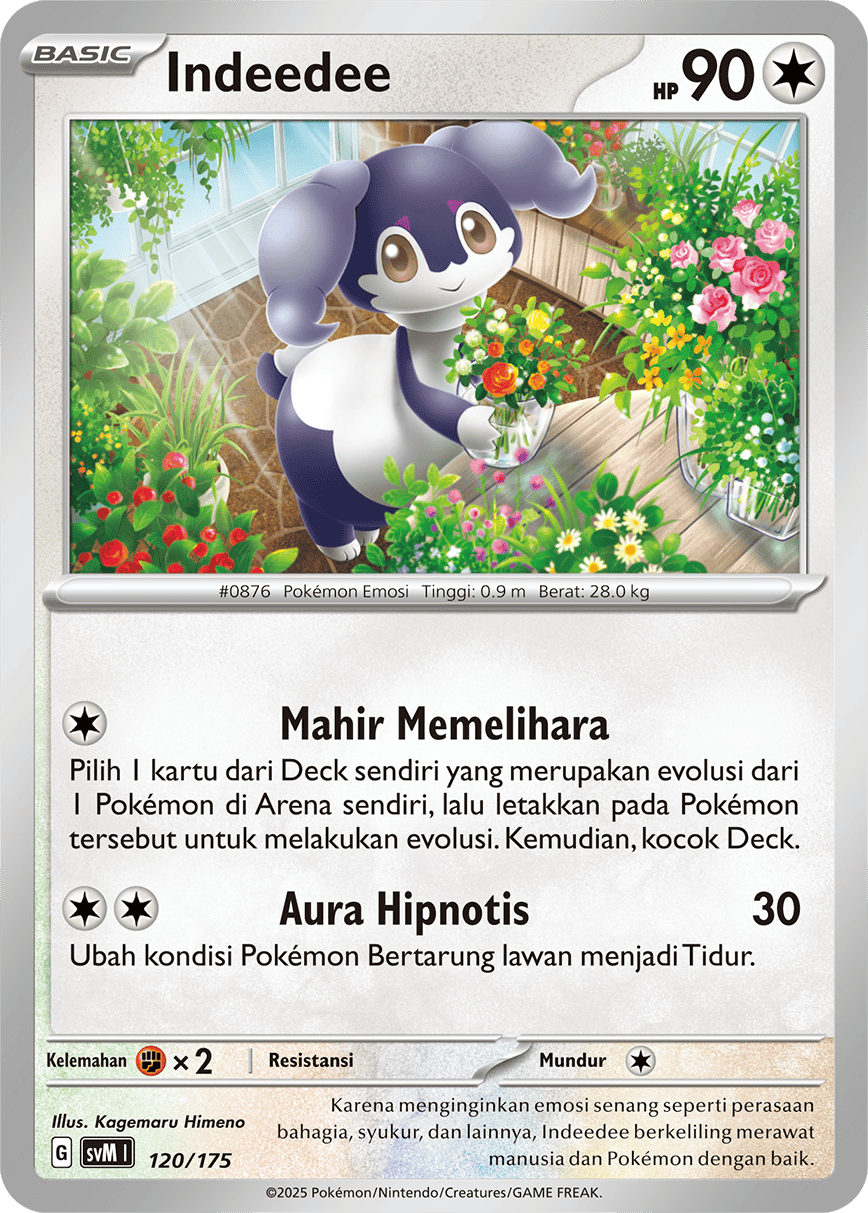 BASIC
Indeedee
HP 90
#0876 Pokémon Emosi Tinggi: 0.9 m Berat: 28.0 kg
Mahir Memelihara
Pilih 1 kartu dari Deck sendiri yang merupakan evolusi dari
1 Pokémon di Arena sendiri, lalu letakkan pada Pokémon
tersebut untuk melakukan evolusi. Kemudian, kocok Deck.
Aura Hipnotis 30
Ubah kondisi Pokémon Bertarung lawan menjadi Tidur.
Kelemahan ×2 Resistansi Mundur
Illus. Kagemaru Himeno
G svM I 120/175
Karena menginginkan emosi senang seperti perasaan
bahagia, syukur, dan lainnya, Indeedee berkeliling merawat
manusia dan Pokémon dengan baik.
©2025 Pokémon/Nintendo/Creatures/GAME FREAK.